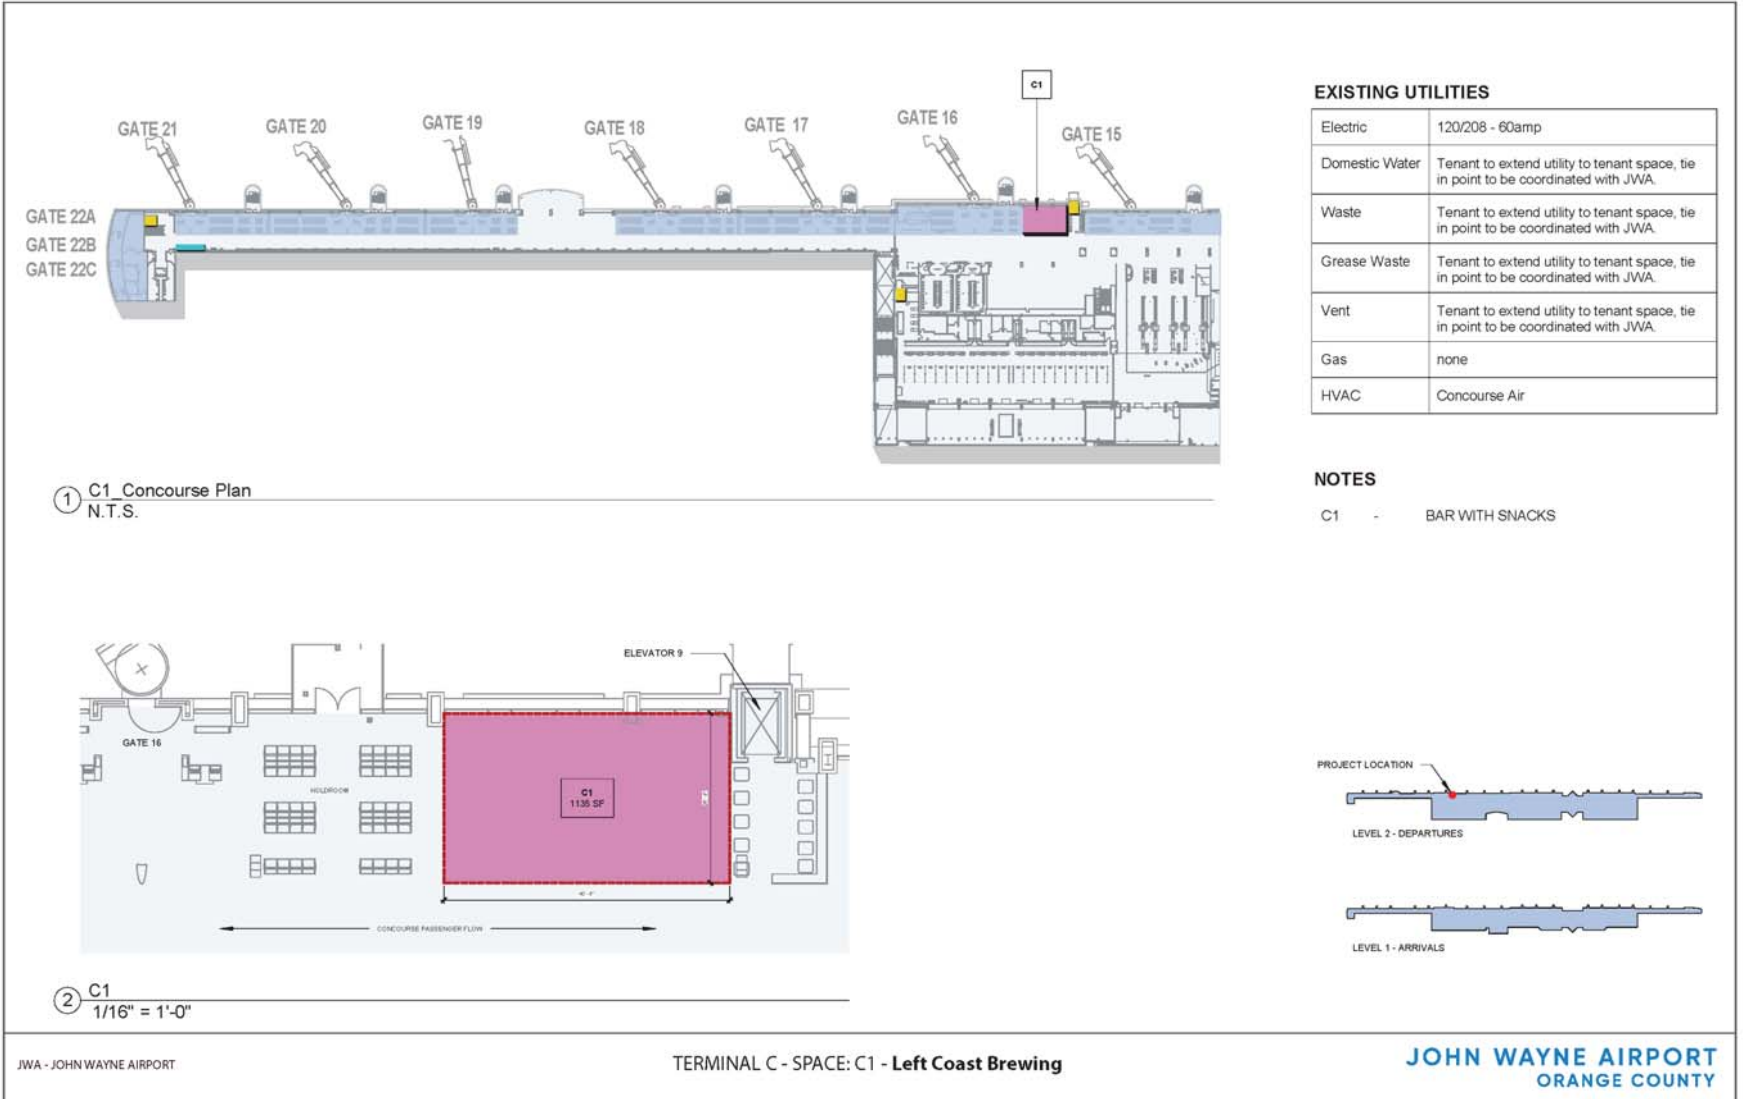 C1
GATE 21
GATE 20
GATE 19
GATE 18
GATE 17
GATE 16
GATE 15
GATE 22A
GATE 22B
GATE 22C
1
C1_Concourse Plan
N.T.S.
EXISTING UTILITIES
Electric 120/208 - 60amp
Domestic Water Tenant to extend utility to tenant space, tie
in point to be coordinated with JWA.
Waste Tenant to extend utility to tenant space, tie
in point to be coordinated with JWA.
Grease Waste Tenant to extend utility to tenant space, tie
in point to be coordinated with JWA.
Vent Tenant to extend utility to tenant space, tie
in point to be coordinated with JWA.
Gas none
HVAC Concourse Air
NOTES
C1 - BAR WITH SNACKS
ELEVATOR 9
GATE 16
HOLDROOM
C1
1135 SF
CONCOURSE PASSENGER FLOW
2
C1
1/16" = 1'-0"
PROJECT LOCATION
LEVEL 2 - DEPARTURES
LEVEL 1 - ARRIVALS
JWA - JOHN WAYNE AIRPORT
TERMINAL C - SPACE: C1 - Left Coast Brewing
JOHN WAYNE AIRPORT
ORANGE COUNTY